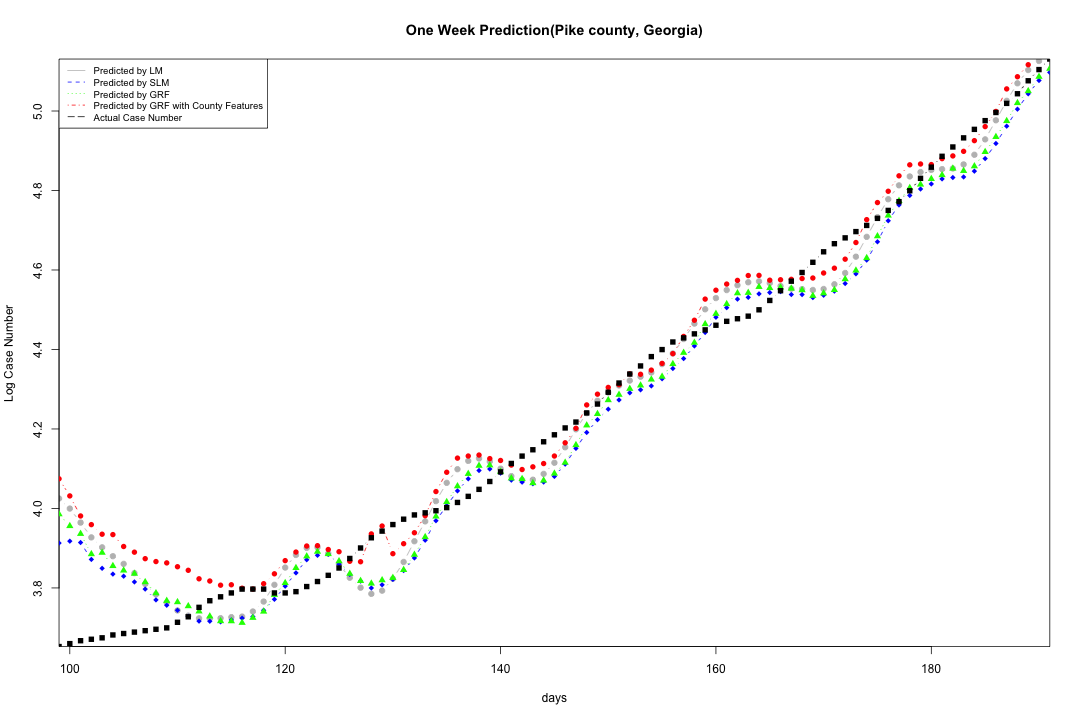 One Week Prediction(Pike county, Georgia)
Predicted by LM
Predicted by SLM
Predicted by GRF
Predicted by GRF with County Features
Actual Case Number
Log Case Number
5.0
4.8
4.6
4.4
4.2
4.0
3.8
100 120 140 160 180
days